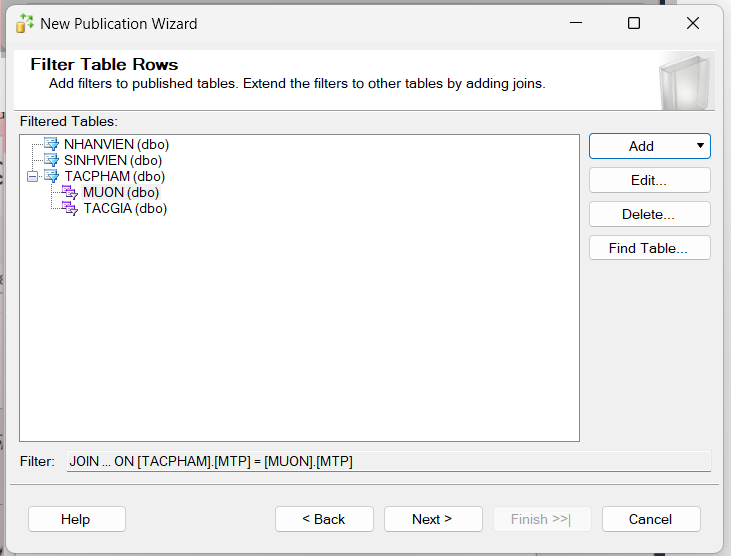 New Publication Wizard
Filter Table Rows
Add filters to published tables. Extend the filters to other tables by adding joins.
Filtered Tables:
NHANVIEN (dbo)
SINHVIEN (dbo)
TACPHAM (dbo)
MUON (dbo)
TACGIA (dbo)
Add
Edit...
Delete...
Find Table...
Filter: JOIN ... ON [TACPHAM].[MTP] = [MUON].[MTP]
Help < Back Next > Finish >>| Cancel